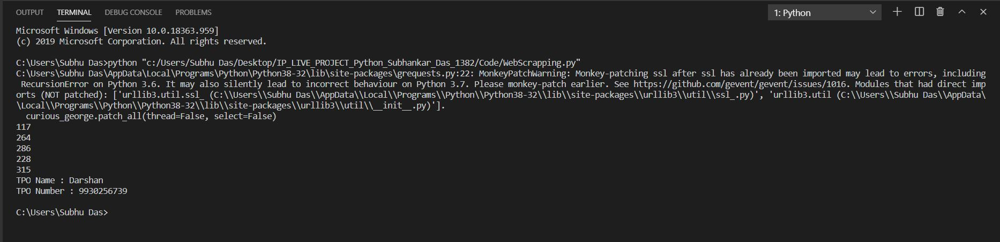 OUTPUT TERMINAL DEBUG CONSOLE PROBLEMS 1: Python
Microsoft Windows [Version 10.0.18363.959]
(c) 2019 Microsoft Corporation. All rights reserved.
C:\Users\Subhu Das>python "c:/Users/Subhu Das/Desktop/IP_LIVE_PROJECT_Python_Subhankar_Das_1382/Code/WebScrapping.py"
C:\Users\Subhu Das\AppData\Local\Programs\Python\Python38-32\lib\site-packages\grequests.py:22: MonkeyPatchWarning: Monkey-patching ssl after ssl has already been imported may lead to errors, including
 RecursionError on Python 3.6. It may also silently lead to incorrect behaviour on Python 3.7. Please monkey-patch earlier. See https://github.com/gevent/gevent/issues/1016. Modules that had direct imp
orts (NOT patched): ['urllib3.util.ssl_ (C:\\Users\\Subhu Das\\AppData\\Local\\Programs\\Python\\Python38-32\\lib\\site-packages\\urllib3\\util\\ssl_.py)', 'urllib3.util (C:\\Users\\Subhu Das\\AppData\
\Local\\Programs\\Python\\Python38-32\\lib\\site-packages\\urllib3\\util\\__init__.py)'].
  curious_george.patch_all(thread=False, select=False)
117
264
286
228
315
TPO Name : Darshan
TPO Number : 9930256739
C:\Users\Subhu Das>